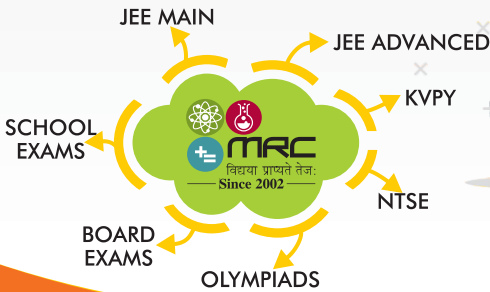 JEE MAIN
JEE ADVANCED
KVPY
SCHOOL
EXAMS
MRC
विद्यया प्राप्यते तेज:
Since 2002
NTSE
BOARD
EXAMS
OLYMPIADS